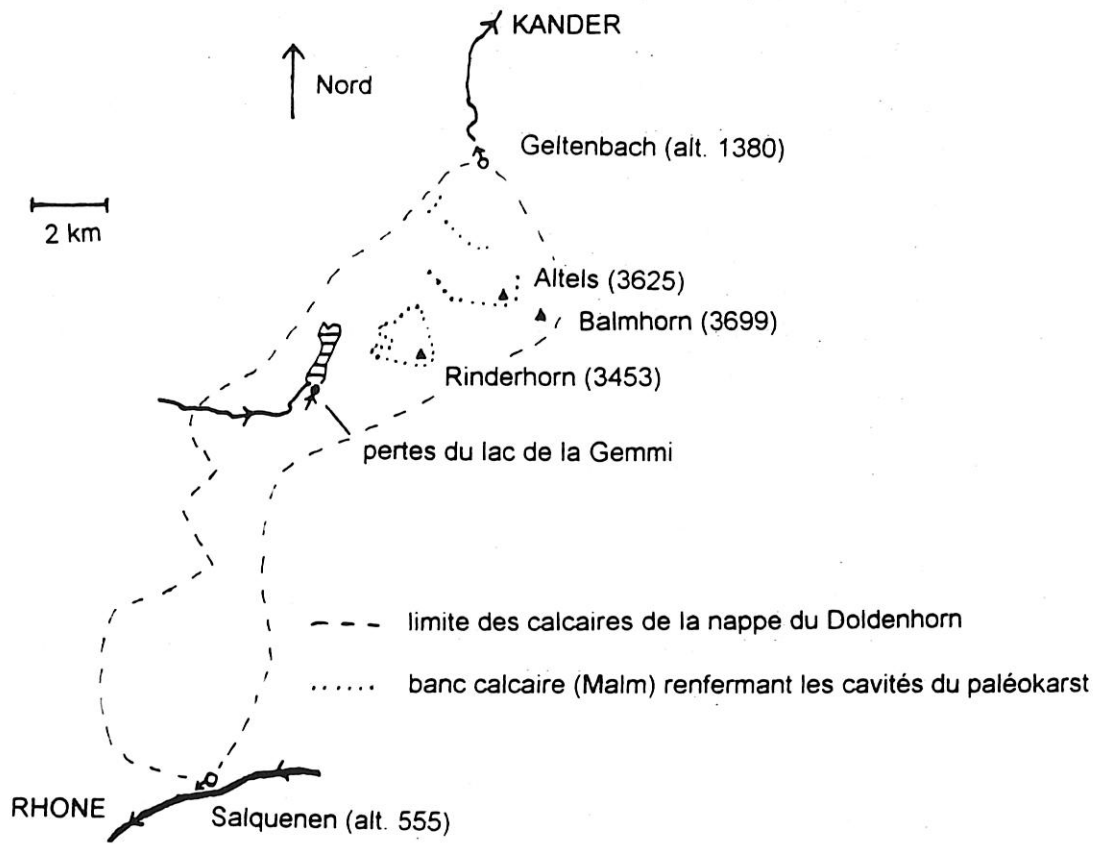 KANDER
Nord
Geltenbach (alt. 1380)
2 km
Altels (3625)
Balmhorn (3699)
Rinderhorn (3453)
pertes du lac de la Gemmi
limite des calcaires de la nappe du Doldenhorn
banc calcaire (Malm) renfermant les cavités du paléokarst
RHONE
Salquenen (alt. 555)